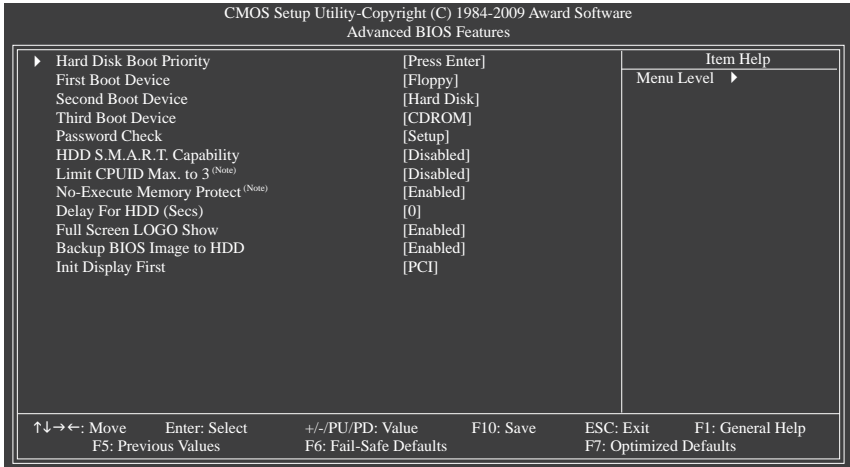 CMOS Setup Utility-Copyright (C) 1984-2009 Award Software
Advanced BIOS Features
Hard Disk Boot Priority [Press Enter]
First Boot Device [Floppy]
Second Boot Device [Hard Disk]
Third Boot Device [CDROM]
Password Check [Setup]
HDD S.M.A.R.T. Capability [Disabled]
Limit CPUID Max. to 3 (Note) [Disabled]
No-Execute Memory Protect (Note) [Enabled]
Delay For HDD (Secs) [0]
Full Screen LOGO Show [Enabled]
Backup BIOS Image to HDD [Enabled]
Init Display First [PCI]
Item Help
Menu Level ▶
↑↓→←: Move Enter: Select +/-/PU/PD: Value F10: Save ESC: Exit F1: General Help
F5: Previous Values F6: Fail-Safe Defaults F7: Optimized Defaults